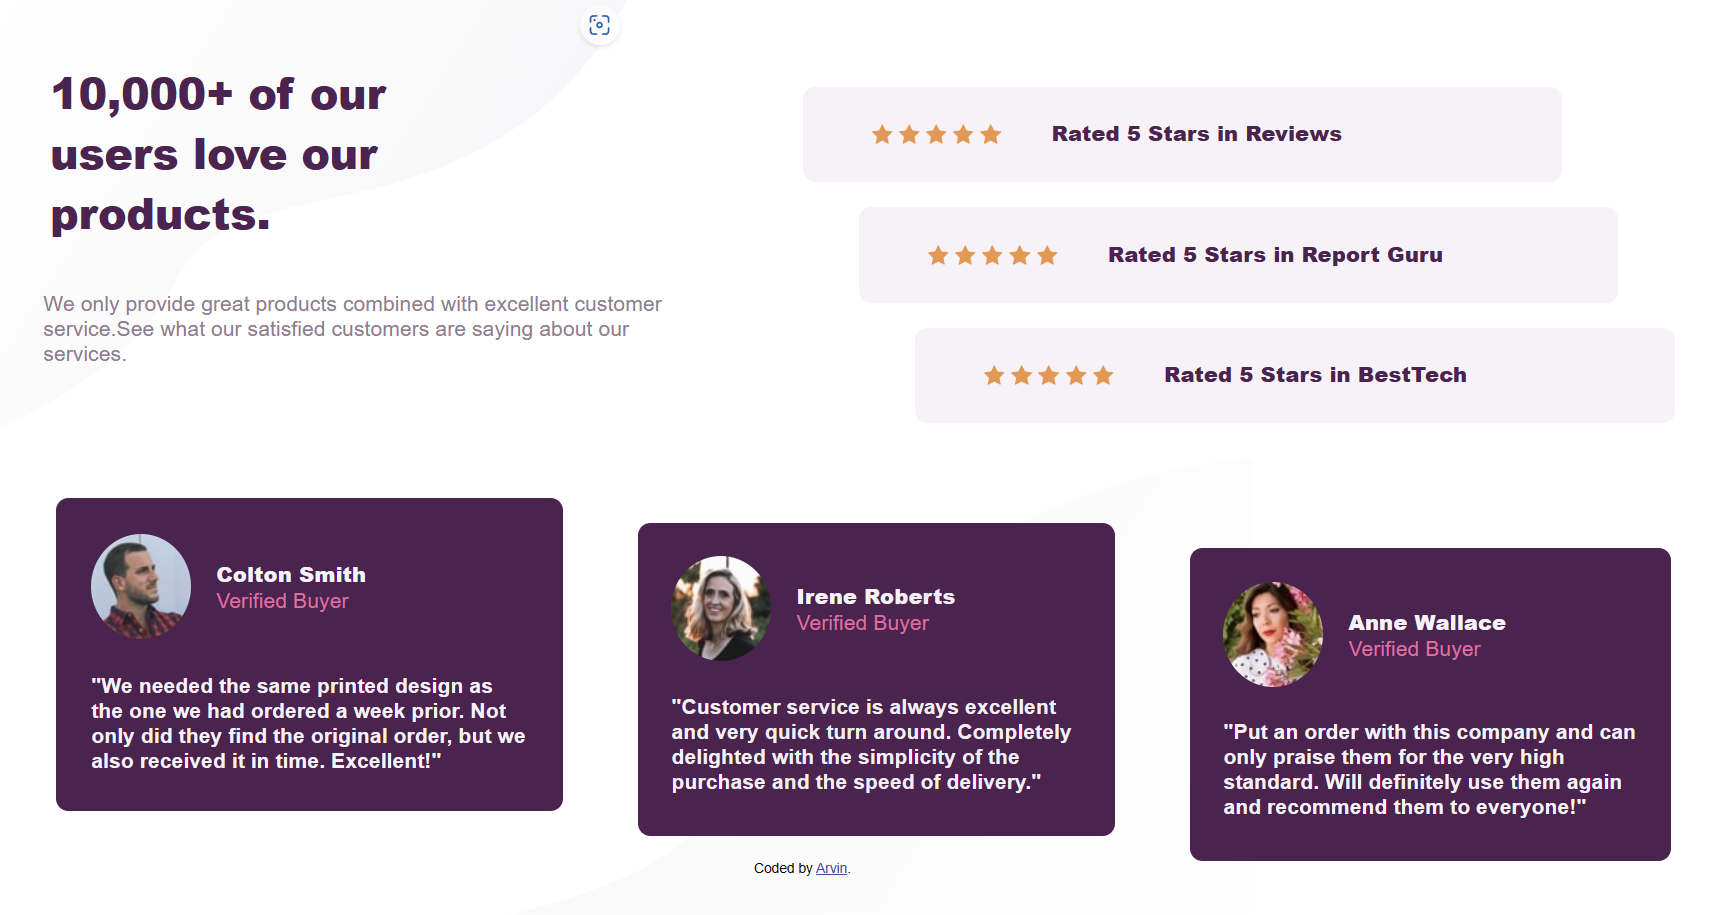 10,000+ of our
users love our
products.
We only provide great products combined with excellent customer
service.See what our satisfied customers are saying about our
services.
Rated 5 Stars in Reviews
Rated 5 Stars in Report Guru
Rated 5 Stars in BestTech
Colton Smith
Verified Buyer
"We needed the same printed design as
the one we had ordered a week prior. Not
only did they find the original order, but we
also received it in time. Excellent!"
Irene Roberts
Verified Buyer
"Customer service is always excellent
and very quick turn around. Completely
delighted with the simplicity of the
purchase and the speed of delivery."
Anne Wallace
Verified Buyer
"Put an order with this company and can
only praise them for the very high
standard. Will definitely use them again
and recommend them to everyone!"
Coded by Arvin.